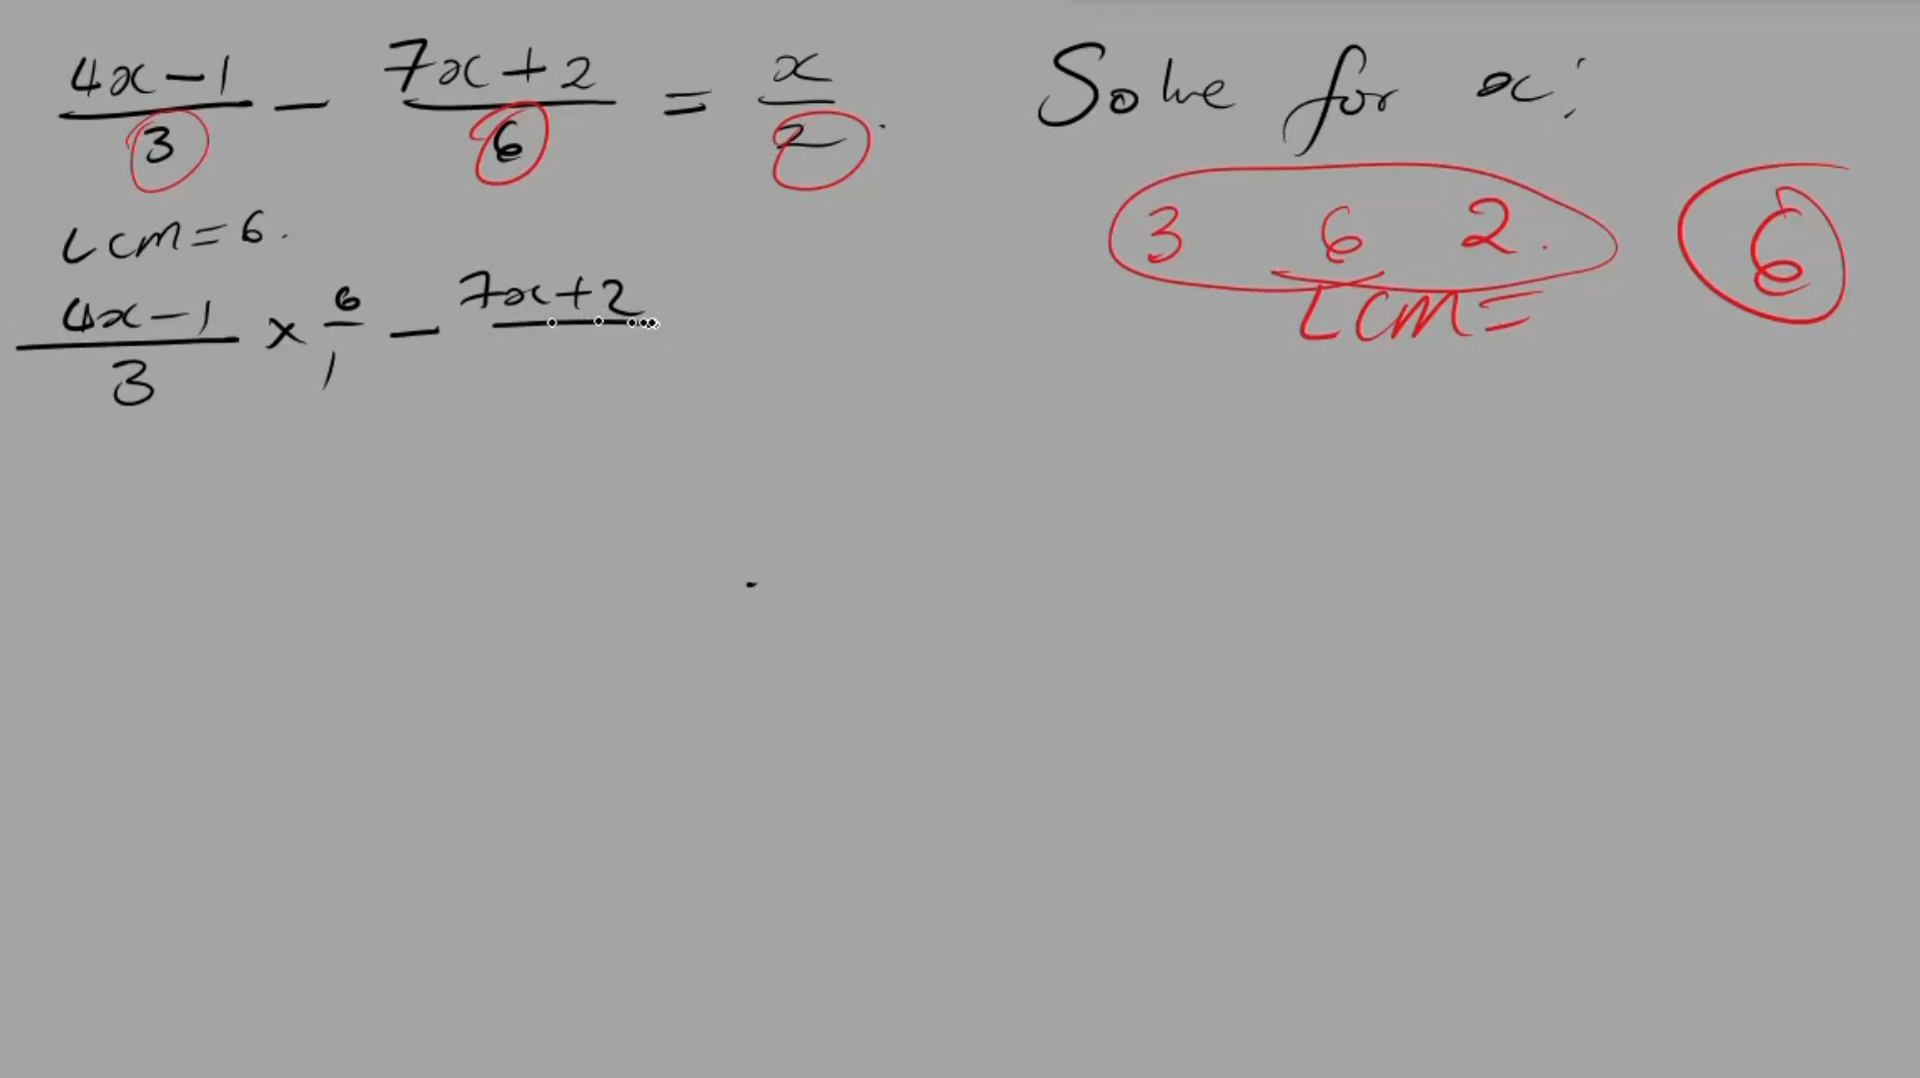 4x-1/3 - 7x+2/6 = x/2.
Solve for x:
3 6 2.
6
LCM=
LCM=6.
4x-1/3 × 6/1 - 7x+2